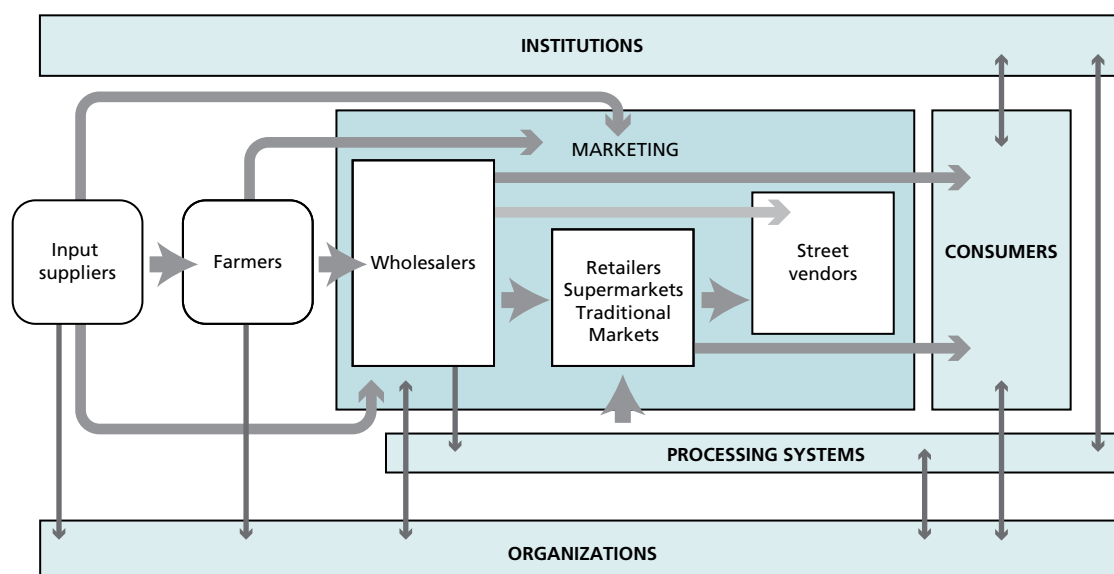 INSTITUTIONS
MARKETING
Input
suppliers
Farmers
Wholesalers
Retailers
Supermarkets
Traditional
Markets
Street
vendors
CONSUMERS
PROCESSING SYSTEMS
ORGANIZATIONS